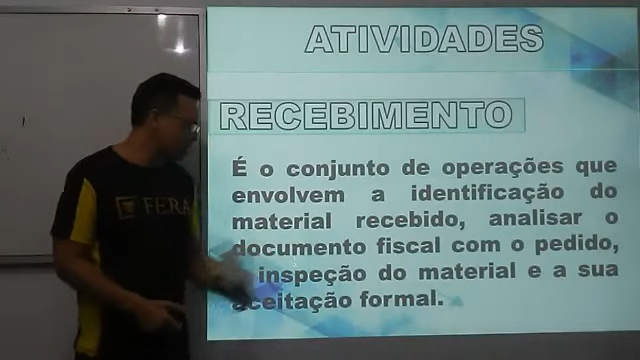 ATIVIDADES
RECEBIMENTO
É o conjunto de operações que
envolvem a identificação do
material recebido, analisar o
documento fiscal com o pedido,
inspeção do material e a sua
aceitação formal.
FERA